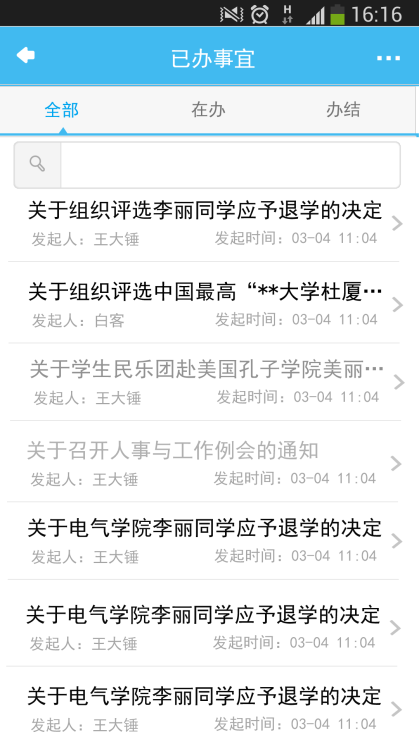 H 16:16
已办事宜
全部 在办 办结
关于组织评选李丽同学应予退学的决定
发起人：王大锤 发起时间：03-04 11:04
关于组织评选中国最高“**大学杜厦…
发起人：白客 发起时间：03-04 11:04
关于学生民乐团赴美国孔子学院美丽…
发起人：王大锤 发起时间：03-04 11:04
关于召开人事与工作例会的通知
发起人：王大锤 发起时间：03-04 11:04
关于电气学院李丽同学应予退学的决定
发起人：王大锤 发起时间：03-04 11:04
关于电气学院李丽同学应予退学的决定
发起人：王大锤 发起时间：03-04 11:04
关于电气学院李丽同学应予退学的决定
发起人：王大锤 发起时间：03-04 11:04